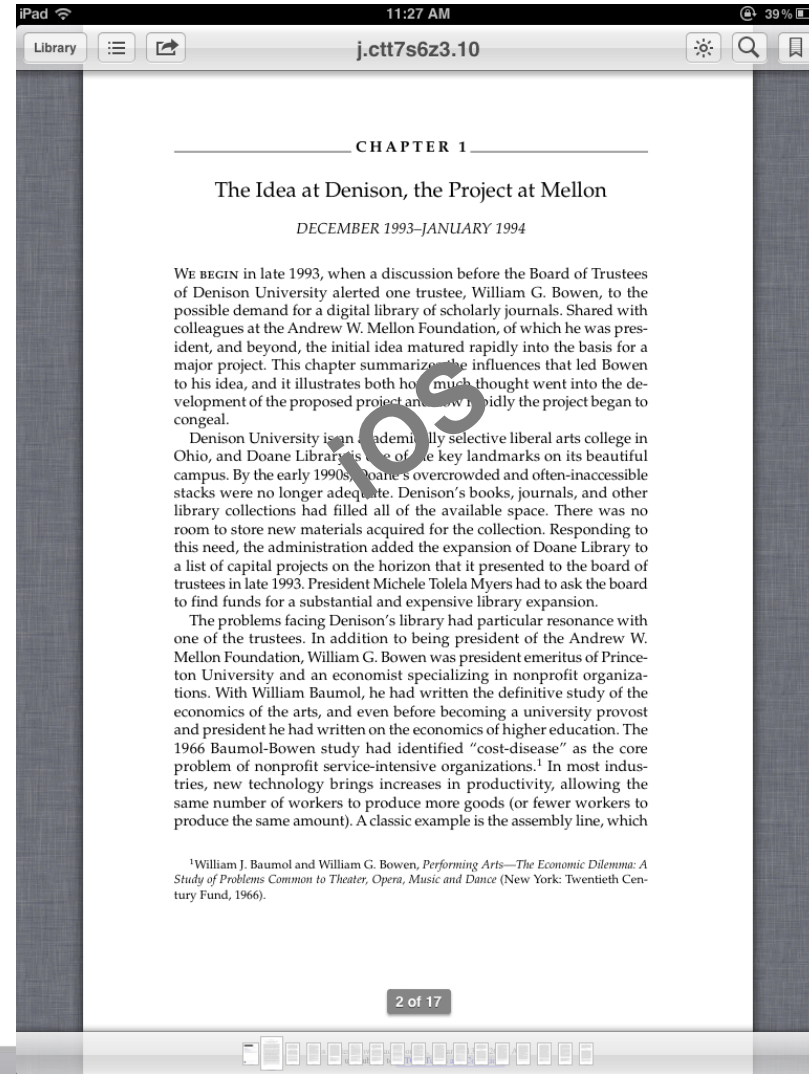 iPad 11:27 AM 39%
Library j.ctt7s6z3.10
CHAPTER 1
The Idea at Denison, the Project at Mellon
DECEMBER 1993–JANUARY 1994
WE BEGIN in late 1993, when a discussion before the Board of Trustees
of Denison University alerted one trustee, William G. Bowen, to the
possible demand for a digital library of scholarly journals. Shared with
colleagues at the Andrew W. Mellon Foundation, of which he was pres-
ident, and beyond, the initial idea matured rapidly into the basis for a
major project. This chapter summarizes the influences that led Bowen
to his idea, and it illustrates both how much thought went into the de-
velopment of the proposed project and how rapidly the project began to
congeal.
iOS
Denison University is an academically selective liberal arts college in
Ohio, and Doane Library is one of the key landmarks on its beautiful
campus. By the early 1990s, Doane's overcrowded and often-inaccessible
stacks were no longer adequate. Denison's books, journals, and other
library collections had filled all of the available space. There was no
room to store new materials acquired for the collection. Responding to
this need, the administration added the expansion of Doane Library to
a list of capital projects on the horizon that it presented to the board of
trustees in late 1993. President Michele Tolela Myers had to ask the board
to find funds for a substantial and expensive library expansion.
The problems facing Denison's library had particular resonance with
one of the trustees. In addition to being president of the Andrew W.
Mellon Foundation, William G. Bowen was president emeritus of Prince-
ton University and an economist specializing in nonprofit organiza-
tions. With William Baumol, he had written the definitive study of the
economics of the arts, and even before becoming a university provost
and president he had written on the economics of higher education. The
1966 Baumol-Bowen study had identified “cost-disease” as the core
problem of nonprofit service-intensive organizations.¹ In most indus-
tries, new technology brings increases in productivity, allowing the
same number of workers to produce more goods (or fewer workers to
produce the same amount). A classic example is the assembly line, which
¹William J. Baumol and William G. Bowen, Performing Arts—The Economic Dilemma: A
Study of Problems Common to Theater, Opera, Music and Dance (New York: Twentieth Cen-
tury Fund, 1966).
2 of 17